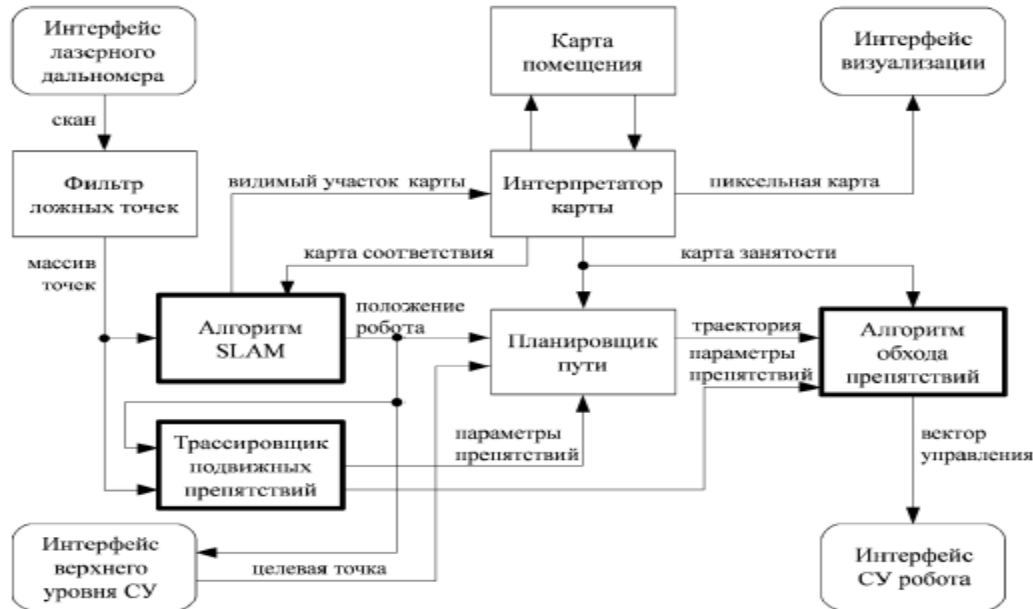 Интерфейс
лазерного
дальномера
Карта
помещения
Интерфейс
визуализации
скан
Фильтр
ложных точек
видимый участок карты
Интерпретатор
карты
пиксельная карта
массив
точек
карта соответствия
карта занятости
Алгоритм
SLAM
положение
робота
Планировщик
пути
траектория
параметры
препятствий
Алгоритм
обхода
препятствий
Трассировщик
подвижных
препятствий
параметры
препятствий
вектор
управления
Интерфейс
верхнего
уровня СУ
целевая точка
Интерфейс
СУ робота